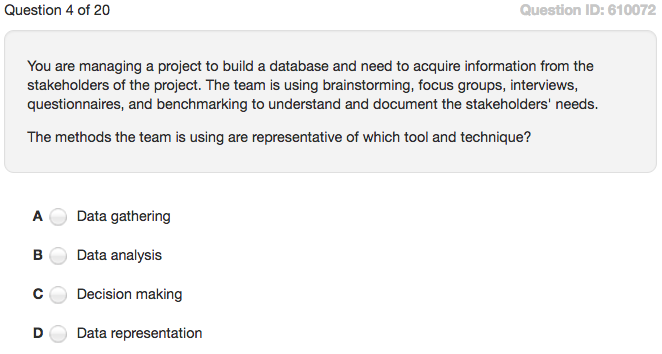 Question 4 of 20
Question ID: 610072
You are managing a project to build a database and need to acquire information from the
stakeholders of the project. The team is using brainstorming, focus groups, interviews,
questionnaires, and benchmarking to understand and document the stakeholders' needs.
The methods the team is using are representative of which tool and technique?
A Data gathering
B Data analysis
C Decision making
D Data representation